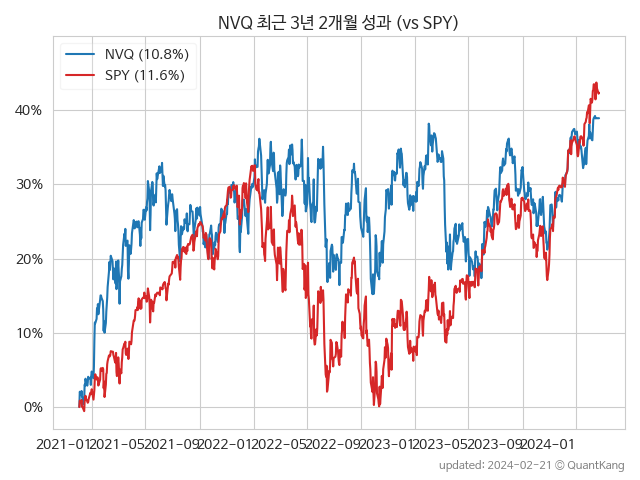 NVQ 최근 3년 2개월 성과 (vs SPY)
NVQ (10.8%)
SPY (11.6%)
40%
30%
20%
10%
0%
2021-01 2021-05 2021-09 2022-01 2022-05 2022-09 2023-01 2023-05 2023-09 2024-01
updated: 2024-02-21 @ QuantKang